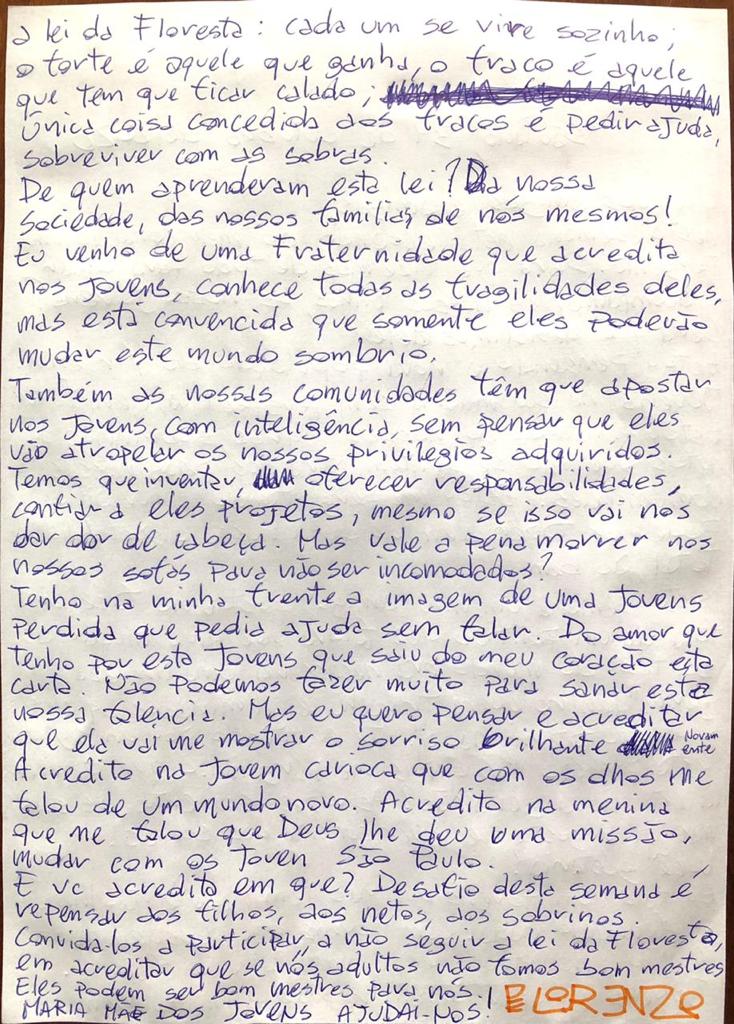 a lei da Floresta: cada um se vive sozinho;
o forte é aquele que ganha, o fraco é aquele
que tem que ficar calado;
Única coisa concedida aos fracos é pedir ajuda,
sobreviver com as sobras.
De quem aprenderam esta lei? Da nossa
sociedade, das nossos familias de nós mesmos!
Eu venho de uma Fraternidade que acredita
nos Jovens, conhece todas as fragilidades deles,
mas está convencida que somente eles poderão
mudar este mundo sombrio.
Também as nossas comunidades têm que apostar
nos Jovens, com inteligência, sem pensar que eles
vão atropelar os nossos privilegios adquiridos.
Temos que inventar, oferecer responsabilidades,
confiar a eles projetos, mesmo se isso vai nos
dar dor de cabeça. Mas vale a pena morrer nos
nossos sofás para não ser incomodados?
Tenho na minha frente a imagem de uma Jovens
perdida que pedia ajuda sem falar. Do amor que
tenho por esta Jovens que saiu do meu coração esta
carta. Não podemos fazer muito para sanar esta
nossa falencia. Mas eu quero pensar e acreditar
que ela vai me mostrar o sorriso brilhante Novam
ente
Acredito na Jovem carioca que com os olhos me
falou de um mundo novo. Acredito na menina
que me falou que Deus lhe deu uma missão,
mudar com os Joven São Paulo.
E vc acredita em que? Desafio desta semana é
repensar aos filhos, aos netos, aos sobrinos.
Convida-los a participar, a não seguir a lei da Floresta,
em acreditar que se nós adultos não fomos bom mestres
Eles podem ser bom mestres para nós.!
MARIA MAE DOS JOVENS AJUDAI-NOS! LORENZO